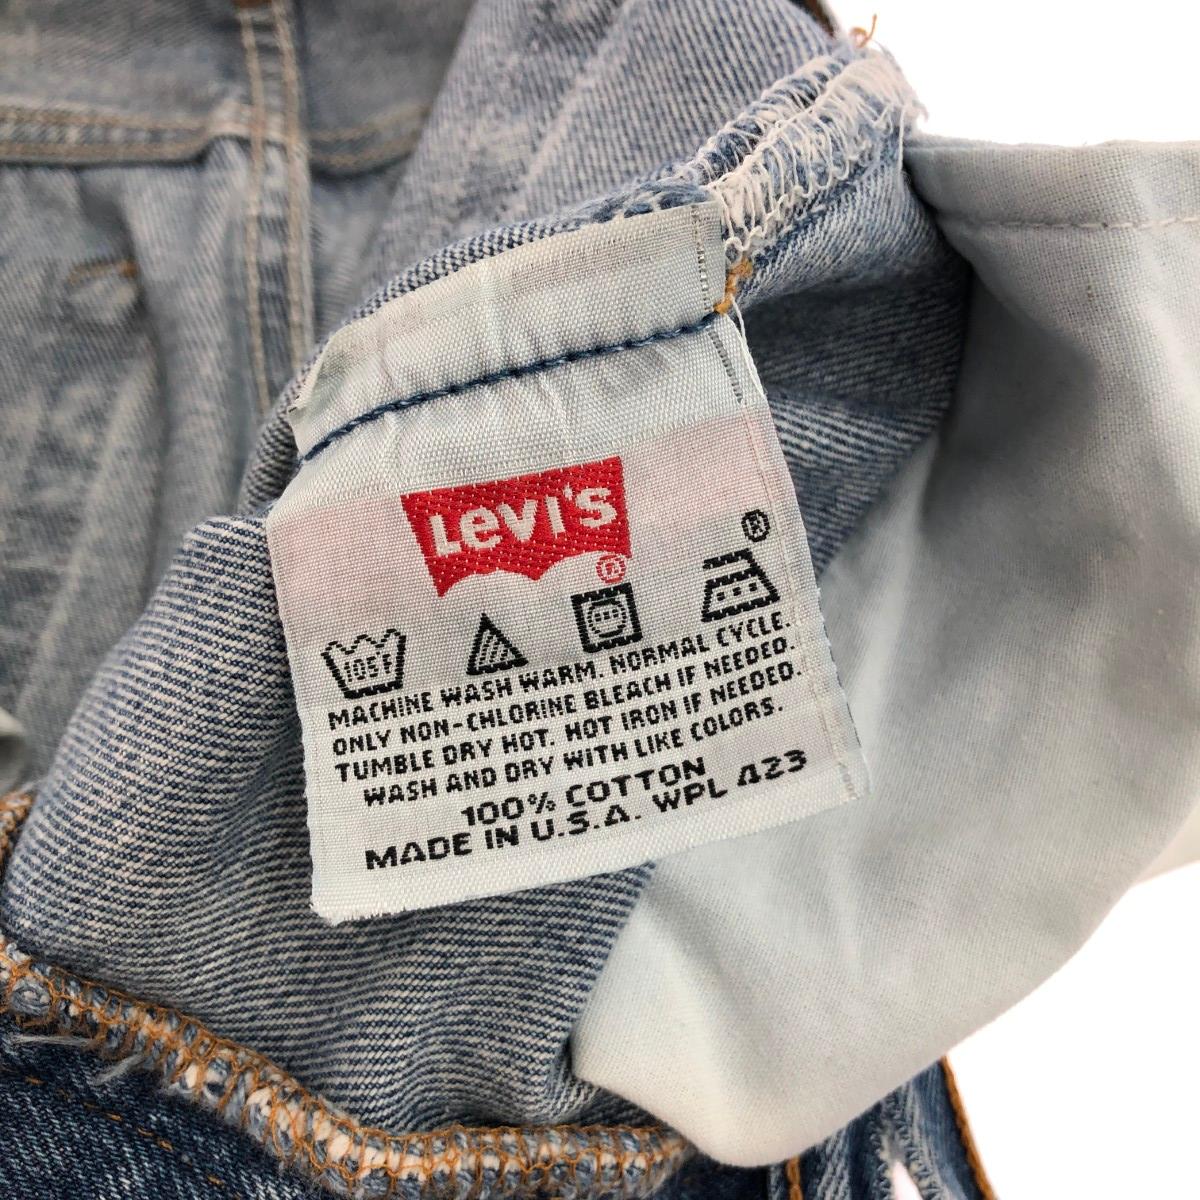 Levi's
®
®
105F
MACHINE WASH WARM. NORMAL CYCLE.
ONLY NON-CHLORINE BLEACH IF NEEDED.
TUMBLE DRY HOT. HOT IRON IF NEEDED.
WASH AND DRY WITH LIKE COLORS.
100% COTTON
MADE IN U.S.A. WPL 423